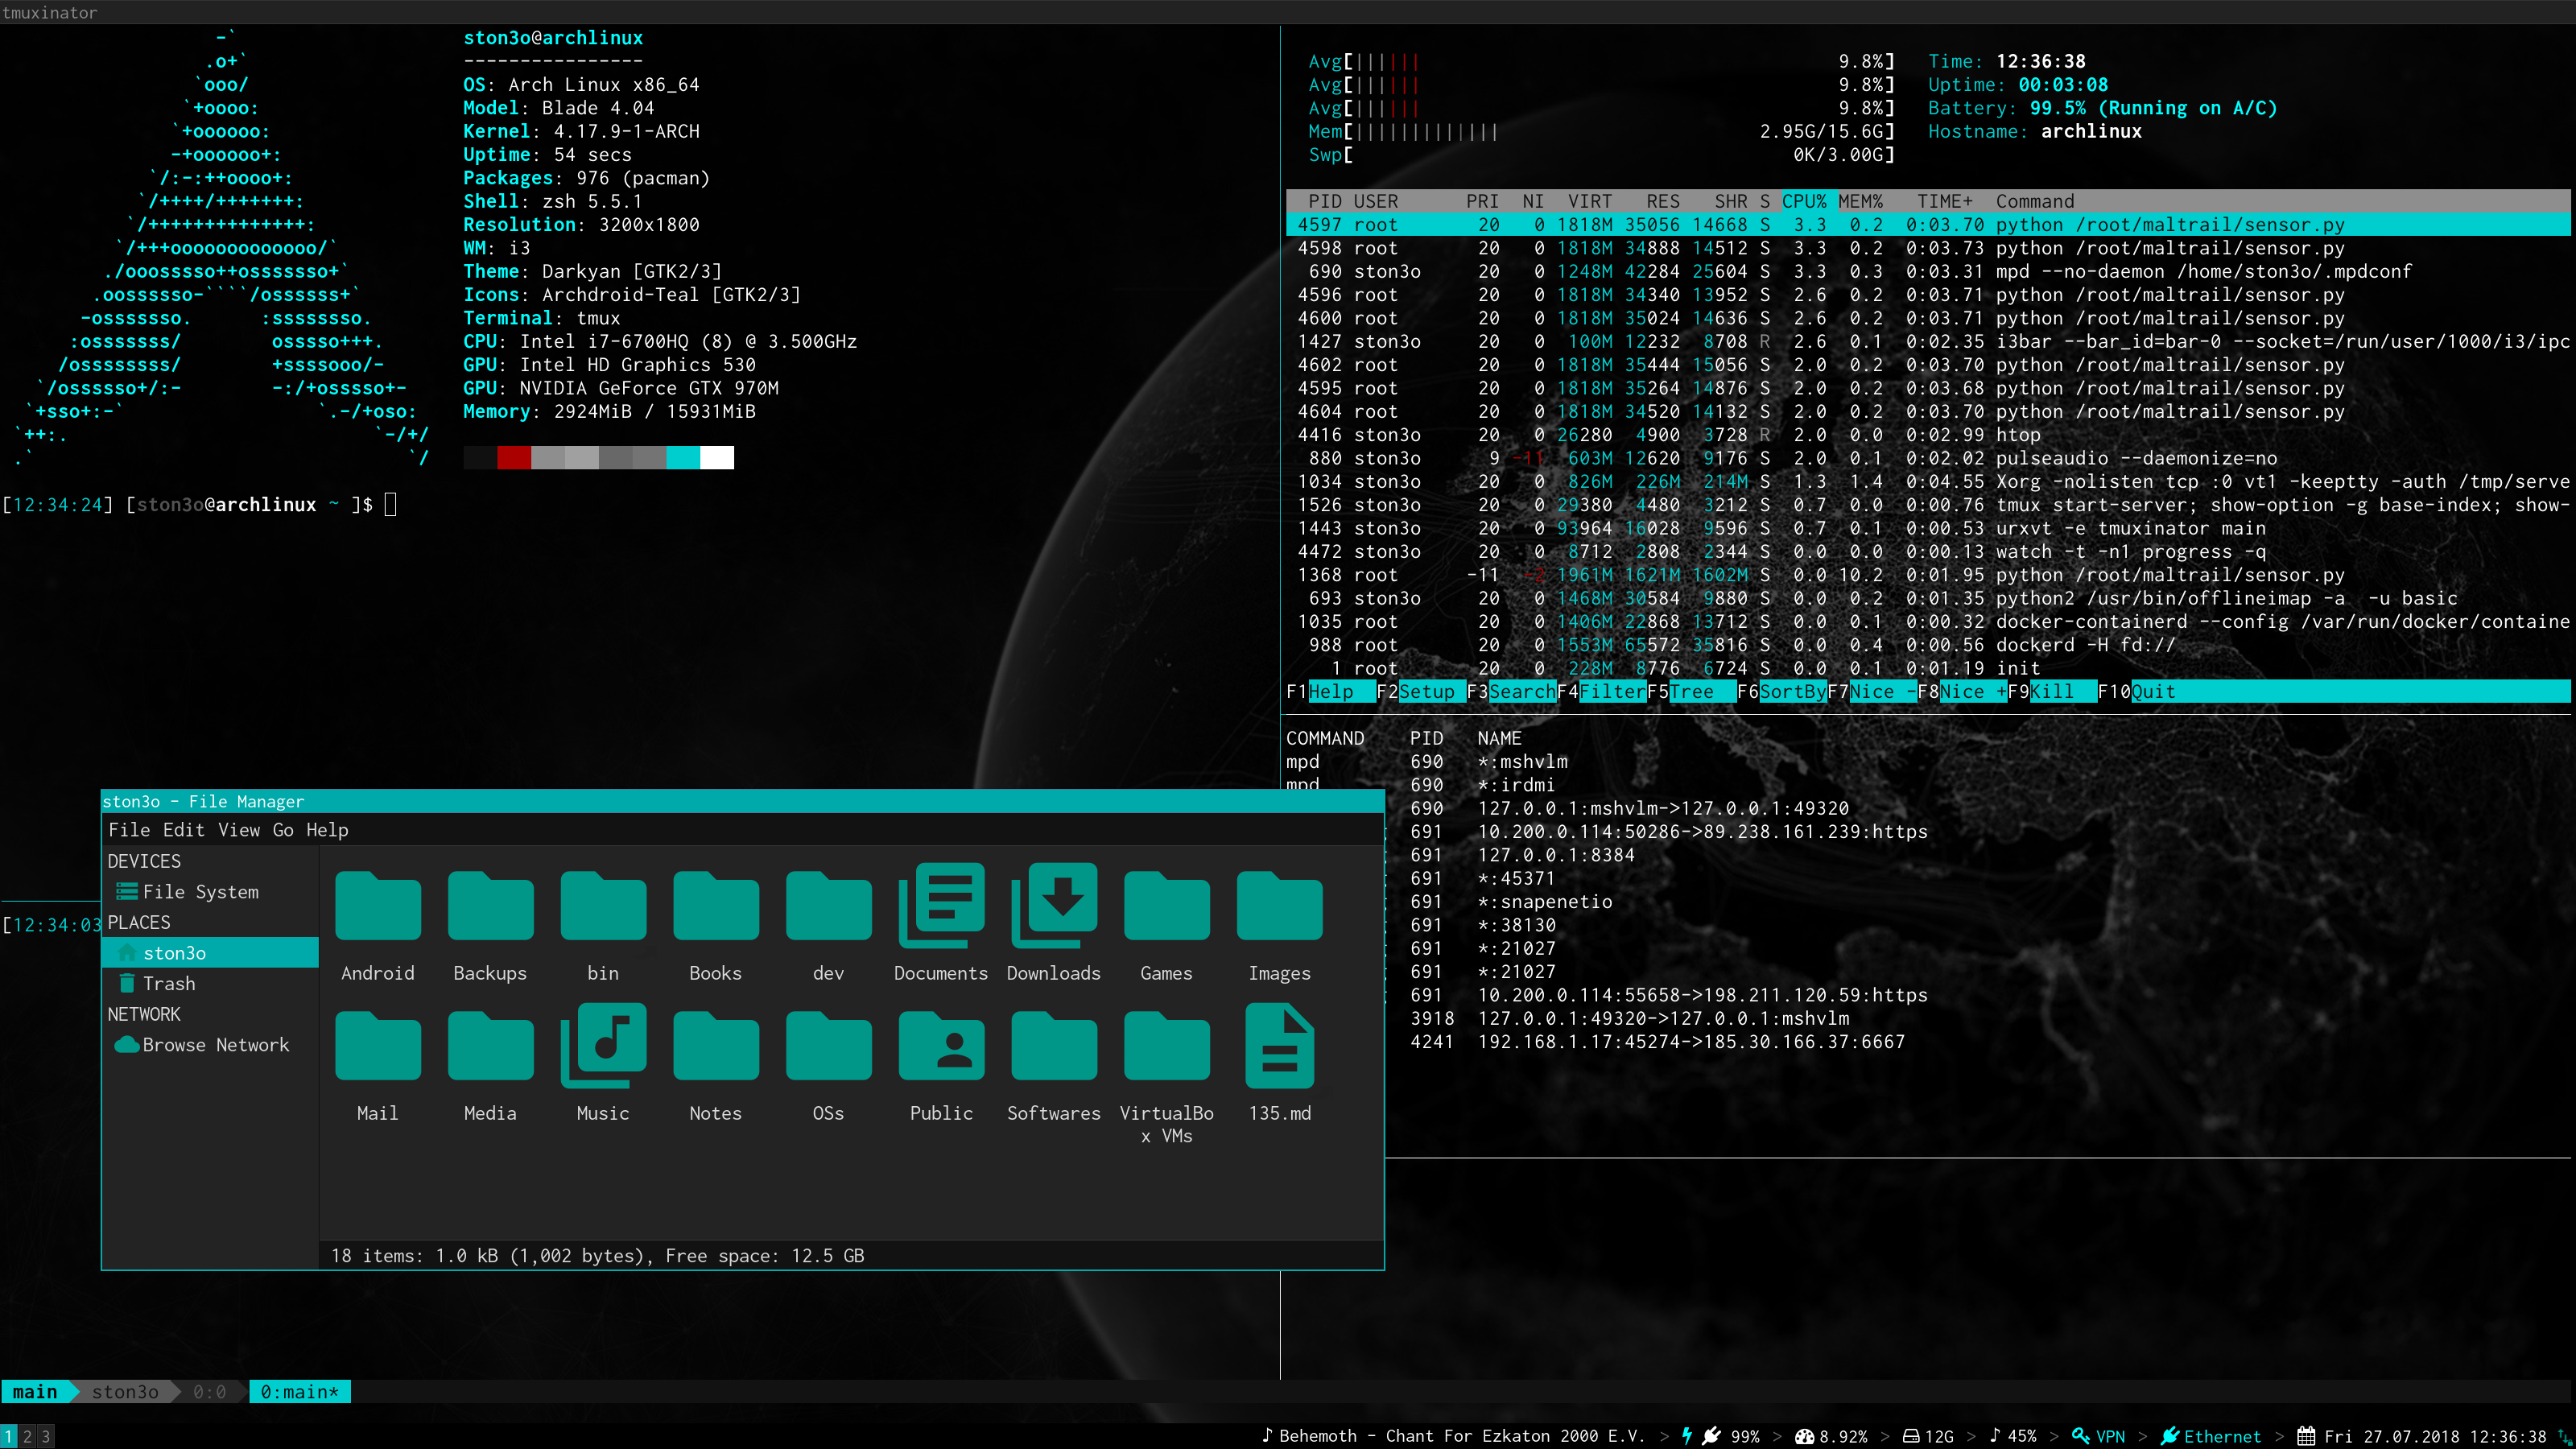 tmuxinator
ston3o@archlinux
----------------
OS: Arch Linux x86_64
Model: Blade 4.04
Kernel: 4.17.9-1-ARCH
Uptime: 54 secs
Packages: 976 (pacman)
Shell: zsh 5.5.1
Resolution: 3200x1800
WM: i3
Theme: Darkyan [GTK2/3]
Icons: Archdroid-Teal [GTK2/3]
Terminal: tmux
CPU: Intel i7-6700HQ (8) @ 3.500GHz
GPU: Intel HD Graphics 530
GPU: NVIDIA GeForce GTX 970M
Memory: 2924MiB / 15931MiB
[12:34:24] [ston3o@archlinux ~ ]$
Avg[|||||| 9.8%] Time: 12:36:38
Avg[|||||| 9.8%] Uptime: 00:03:08
Avg[|||||| 9.8%] Battery: 99.5% (Running on A/C)
Mem[||||||||||||| 2.95G/15.6G] Hostname: archlinux
Swp[ 0K/3.00G]
PID USER PRI NI VIRT RES SHR S CPU% MEM% TIME+ Command
4597 root 20 0 1818M 35056 14668 S 3.3 0.2 0:03.70 python /root/maltrail/sensor.py
4598 root 20 0 1818M 34888 14512 S 3.3 0.2 0:03.73 python /root/maltrail/sensor.py
690 ston3o 20 0 1248M 42284 25604 S 3.3 0.3 0:03.31 mpd --no-daemon /home/ston3o/.mpdconf
4596 root 20 0 1818M 34340 13952 S 2.6 0.2 0:03.71 python /root/maltrail/sensor.py
4600 root 20 0 1818M 35024 14636 S 2.6 0.2 0:03.71 python /root/maltrail/sensor.py
1427 ston3o 20 0 100M 12232 8708 R 2.6 0.1 0:02.35 i3bar --bar_id=bar-0 --socket=/run/user/1000/i3/ipc
4602 root 20 0 1818M 35444 15056 S 2.0 0.2 0:03.70 python /root/maltrail/sensor.py
4595 root 20 0 1818M 35264 14876 S 2.0 0.2 0:03.68 python /root/maltrail/sensor.py
4604 root 20 0 1818M 34520 14132 S 2.0 0.2 0:03.70 python /root/maltrail/sensor.py
4416 ston3o 20 0 26280 4900 3728 R 2.0 0.0 0:02.99 htop
880 ston3o 9 -11 603M 12620 9176 S 2.0 0.1 0:02.02 pulseaudio --daemonize=no
1034 ston3o 20 0 826M 226M 214M S 1.3 1.4 0:04.55 Xorg -nolisten tcp :0 vt1 -keeptty -auth /tmp/serve
1526 ston3o 20 0 29380 4480 3212 S 0.7 0.0 0:00.76 tmux start-server; show-option -g base-index; show-
1443 ston3o 20 0 93964 16028 9596 S 0.7 0.1 0:00.53 urxvt -e tmuxinator main
4472 ston3o 20 0 8712 2808 2344 S 0.0 0.0 0:00.13 watch -t -n1 progress -q
1368 root -11 -2 1961M 1621M 1602M S 0.0 10.2 0:01.95 python /root/maltrail/sensor.py
693 ston3o 20 0 1468M 30584 9880 S 0.0 0.2 0:01.35 python2 /usr/bin/offlineimap -a -u basic
1035 root 20 0 1406M 22868 13712 S 0.0 0.1 0:00.32 docker-containerd --config /var/run/docker/containe
988 root 20 0 1553M 65572 35816 S 0.0 0.4 0:00.56 dockerd -H fd://
1 root 20 0 228M 8776 6724 S 0.0 0.1 0:01.19 init
F1Help F2Setup F3SearchF4FilterF5Tree F6SortByF7Nice -F8Nice +F9Kill F10Quit
COMMAND PID NAME
mpd 690 *:mshvlm
mpd 690 *:irdmi
690 127.0.0.1:mshvlm->127.0.0.1:49320
691 10.200.0.114:50286->89.238.161.239:https
691 127.0.0.1:8384
691 *:45371
691 *:snapenetio
691 *:38130
691 *:21027
691 *:21027
691 10.200.0.114:55658->198.211.120.59:https
3918 127.0.0.1:49320->127.0.0.1:mshvlm
4241 192.168.1.17:45274->185.30.166.37:6667
[12:34:03
ston3o - File Manager
File Edit View Go Help
DEVICES
File System
PLACES
ston3o
Trash
NETWORK
Browse Network
Android Backups bin Books dev Documents Downloads Games Images
Mail Media Music Notes OSs Public Softwares VirtualBo
x VMs 135.md
18 items: 1.0 kB (1,002 bytes), Free space: 12.5 GB
main ston3o 0:0 0:main*
1 2 3
Behemoth - Chant For Ezkaton 2000 E.V. > 99% > 8.92% > 12G > 45% > VPN > Ethernet > Fri 27.07.2018 12:36:38